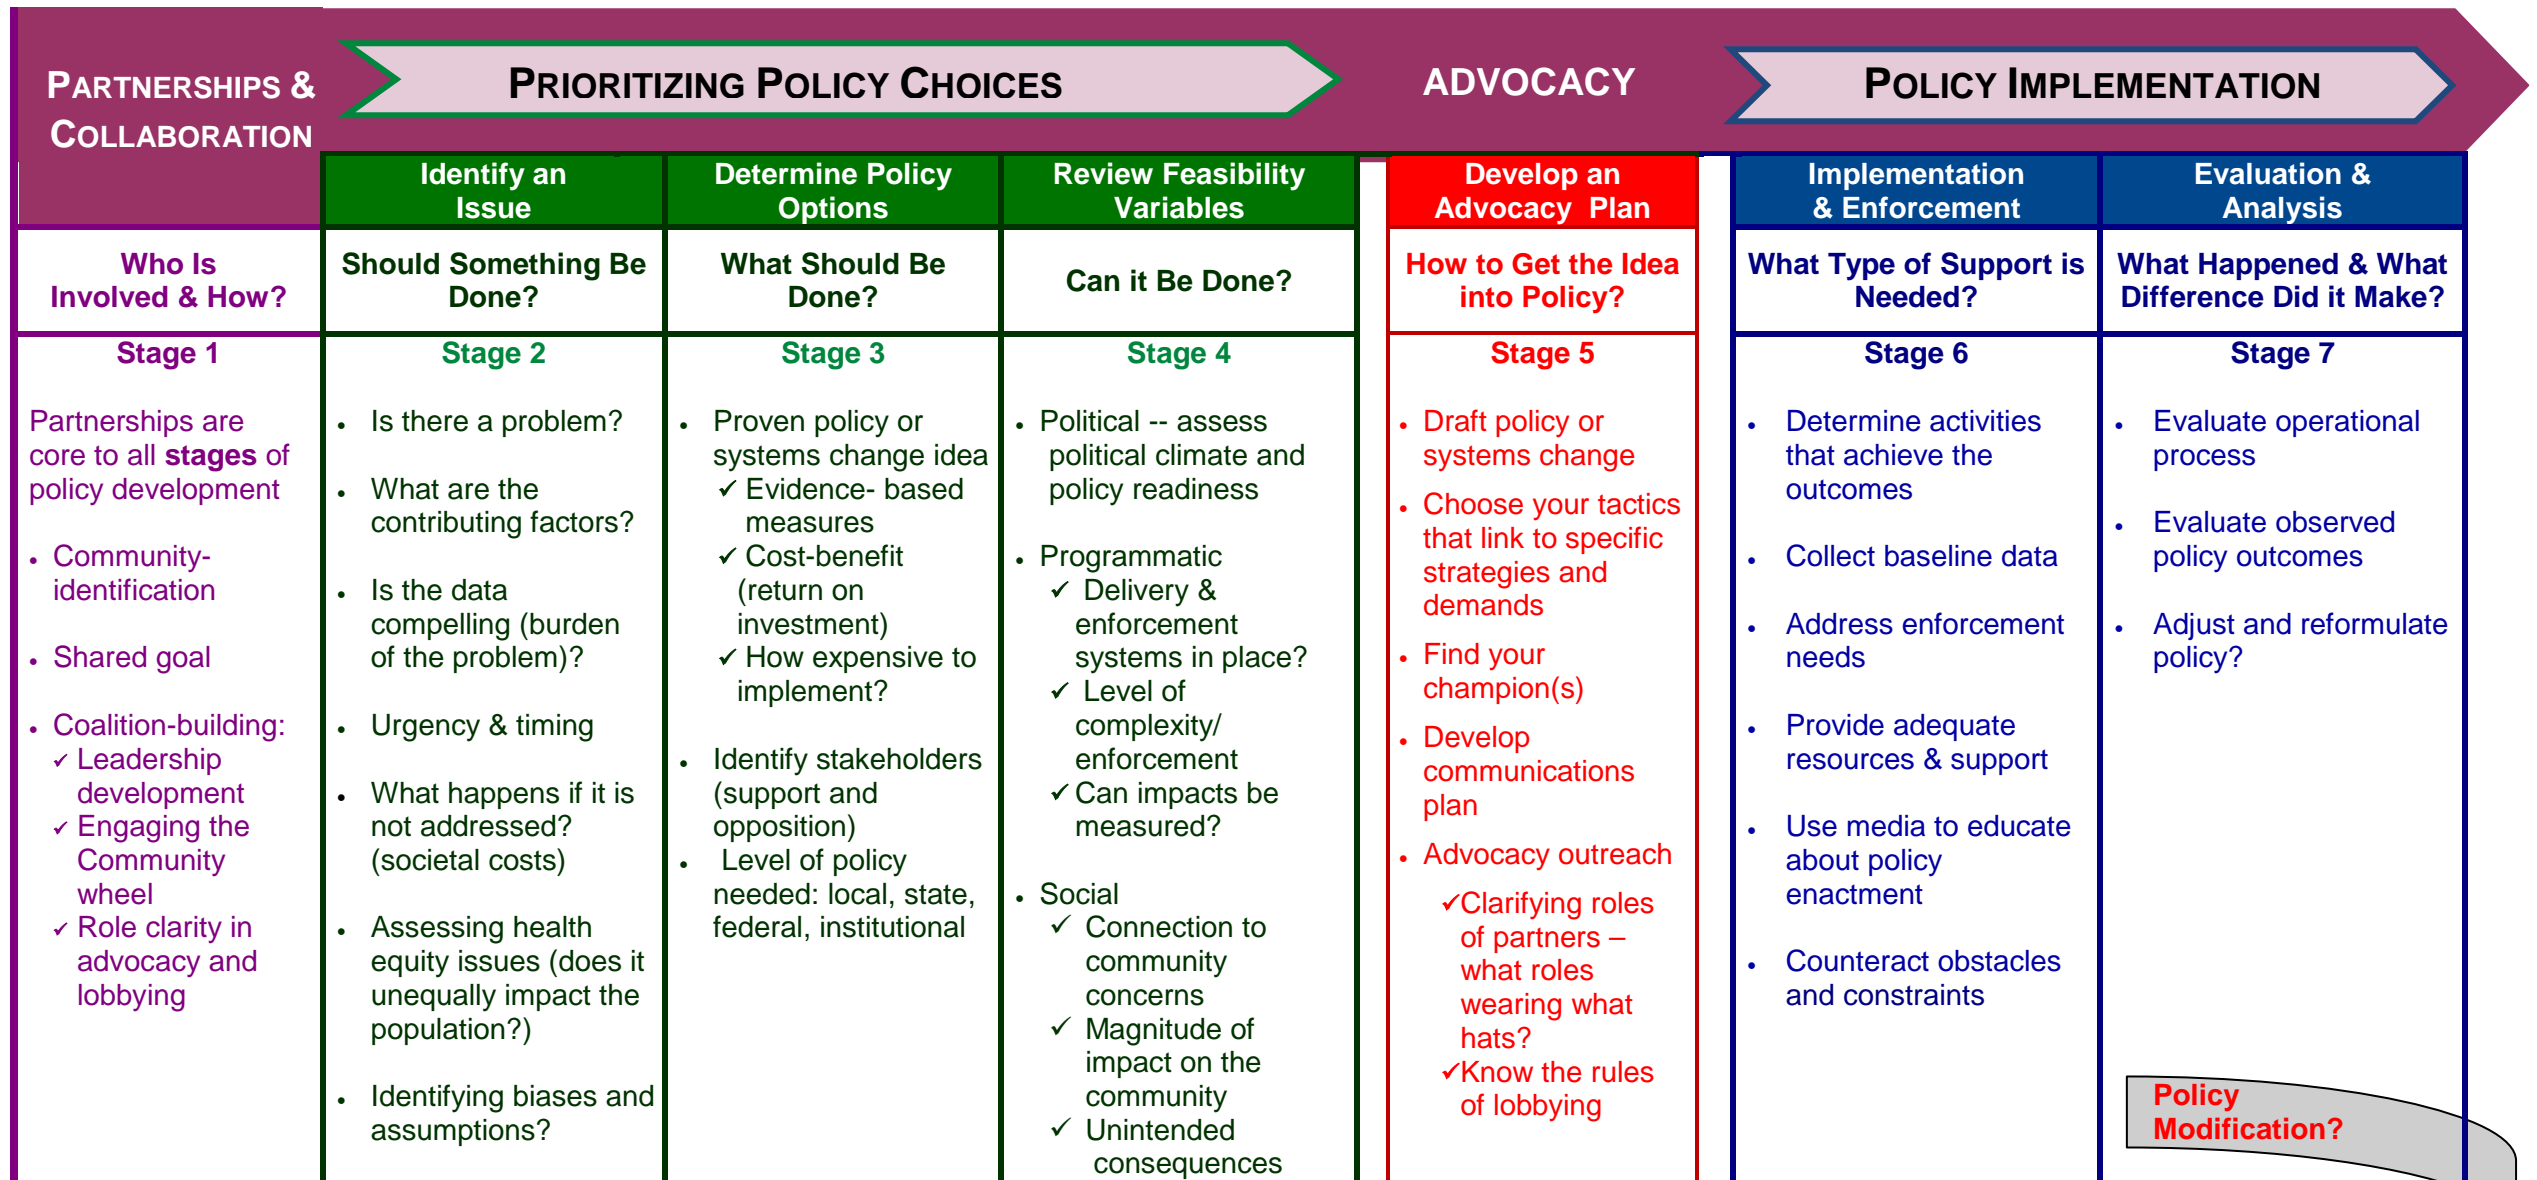 PARTNERSHIPS &
COLLABORATION
PRIORITIZING POLICY CHOICES
ADVOCACY
POLICY IMPLEMENTATION
Who Is
Involved & How?
Stage 1
Partnerships are
core to all stages of
policy development
• Community-
identification
• Shared goal
• Coalition-building:
✓ Leadership
development
✓ Engaging the
Community
wheel
✓ Role clarity in
advocacy and
lobbying
Identify an
Issue
Should Something Be
Done?
Stage 2
• Is there a problem?
• What are the
contributing factors?
• Is the data
compelling (burden
of the problem)?
• Urgency & timing
• What happens if it is
not addressed?
(societal costs)
• Assessing health
equity issues (does it
unequally impact the
population?)
• Identifying biases and
assumptions?
Determine Policy
Options
What Should Be
Done?
Stage 3
• Proven policy or
systems change idea
✓ Evidence- based
measures
✓ Cost-benefit
(return on
investment)
✓ How expensive to
implement?
• Identify stakeholders
(support and
opposition)
• Level of policy
needed: local, state,
federal, institutional
Review Feasibility
Variables
Can it Be Done?
Stage 4
• Political -- assess
political climate and
policy readiness
• Programmatic
✓ Delivery &
enforcement
systems in place?
✓ Level of
complexity/
enforcement
✓ Can impacts be
measured?
• Social
✓ Connection to
community
concerns
✓ Magnitude of
impact on the
community
✓ Unintended
consequences
Develop an
Advocacy Plan
How to Get the Idea
into Policy?
Stage 5
• Draft policy or
systems change
• Choose your tactics
that link to specific
strategies and
demands
• Find your
champion(s)
• Develop
communications
plan
• Advocacy outreach
✓Clarifying roles
of partners –
what roles
wearing what
hats?
✓Know the rules
of lobbying
Implementation
& Enforcement
What Type of Support is
Needed?
Stage 6
• Determine activities
that achieve the
outcomes
• Collect baseline data
• Address enforcement
needs
• Provide adequate
resources & support
• Use media to educate
about policy
enactment
• Counteract obstacles
and constraints
Evaluation &
Analysis
What Happened & What
Difference Did it Make?
Stage 7
• Evaluate operational
process
• Evaluate observed
policy outcomes
• Adjust and reformulate
policy?
Policy
Modification?